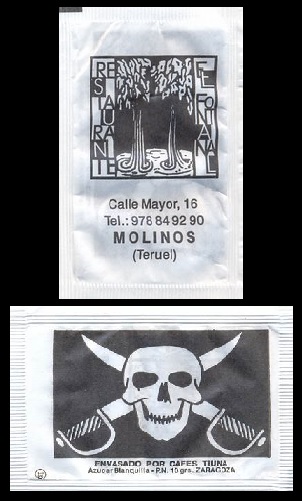 RESTAURANTE
EL FONTANAL
Calle Mayor, 16
Tel.: 978 84 92 90
MOLINOS
(Teruel)
ENVASADO POR CAFES TIUNA
Azucar Blanquilla - P.N. 10 grs. ZARAGOZA